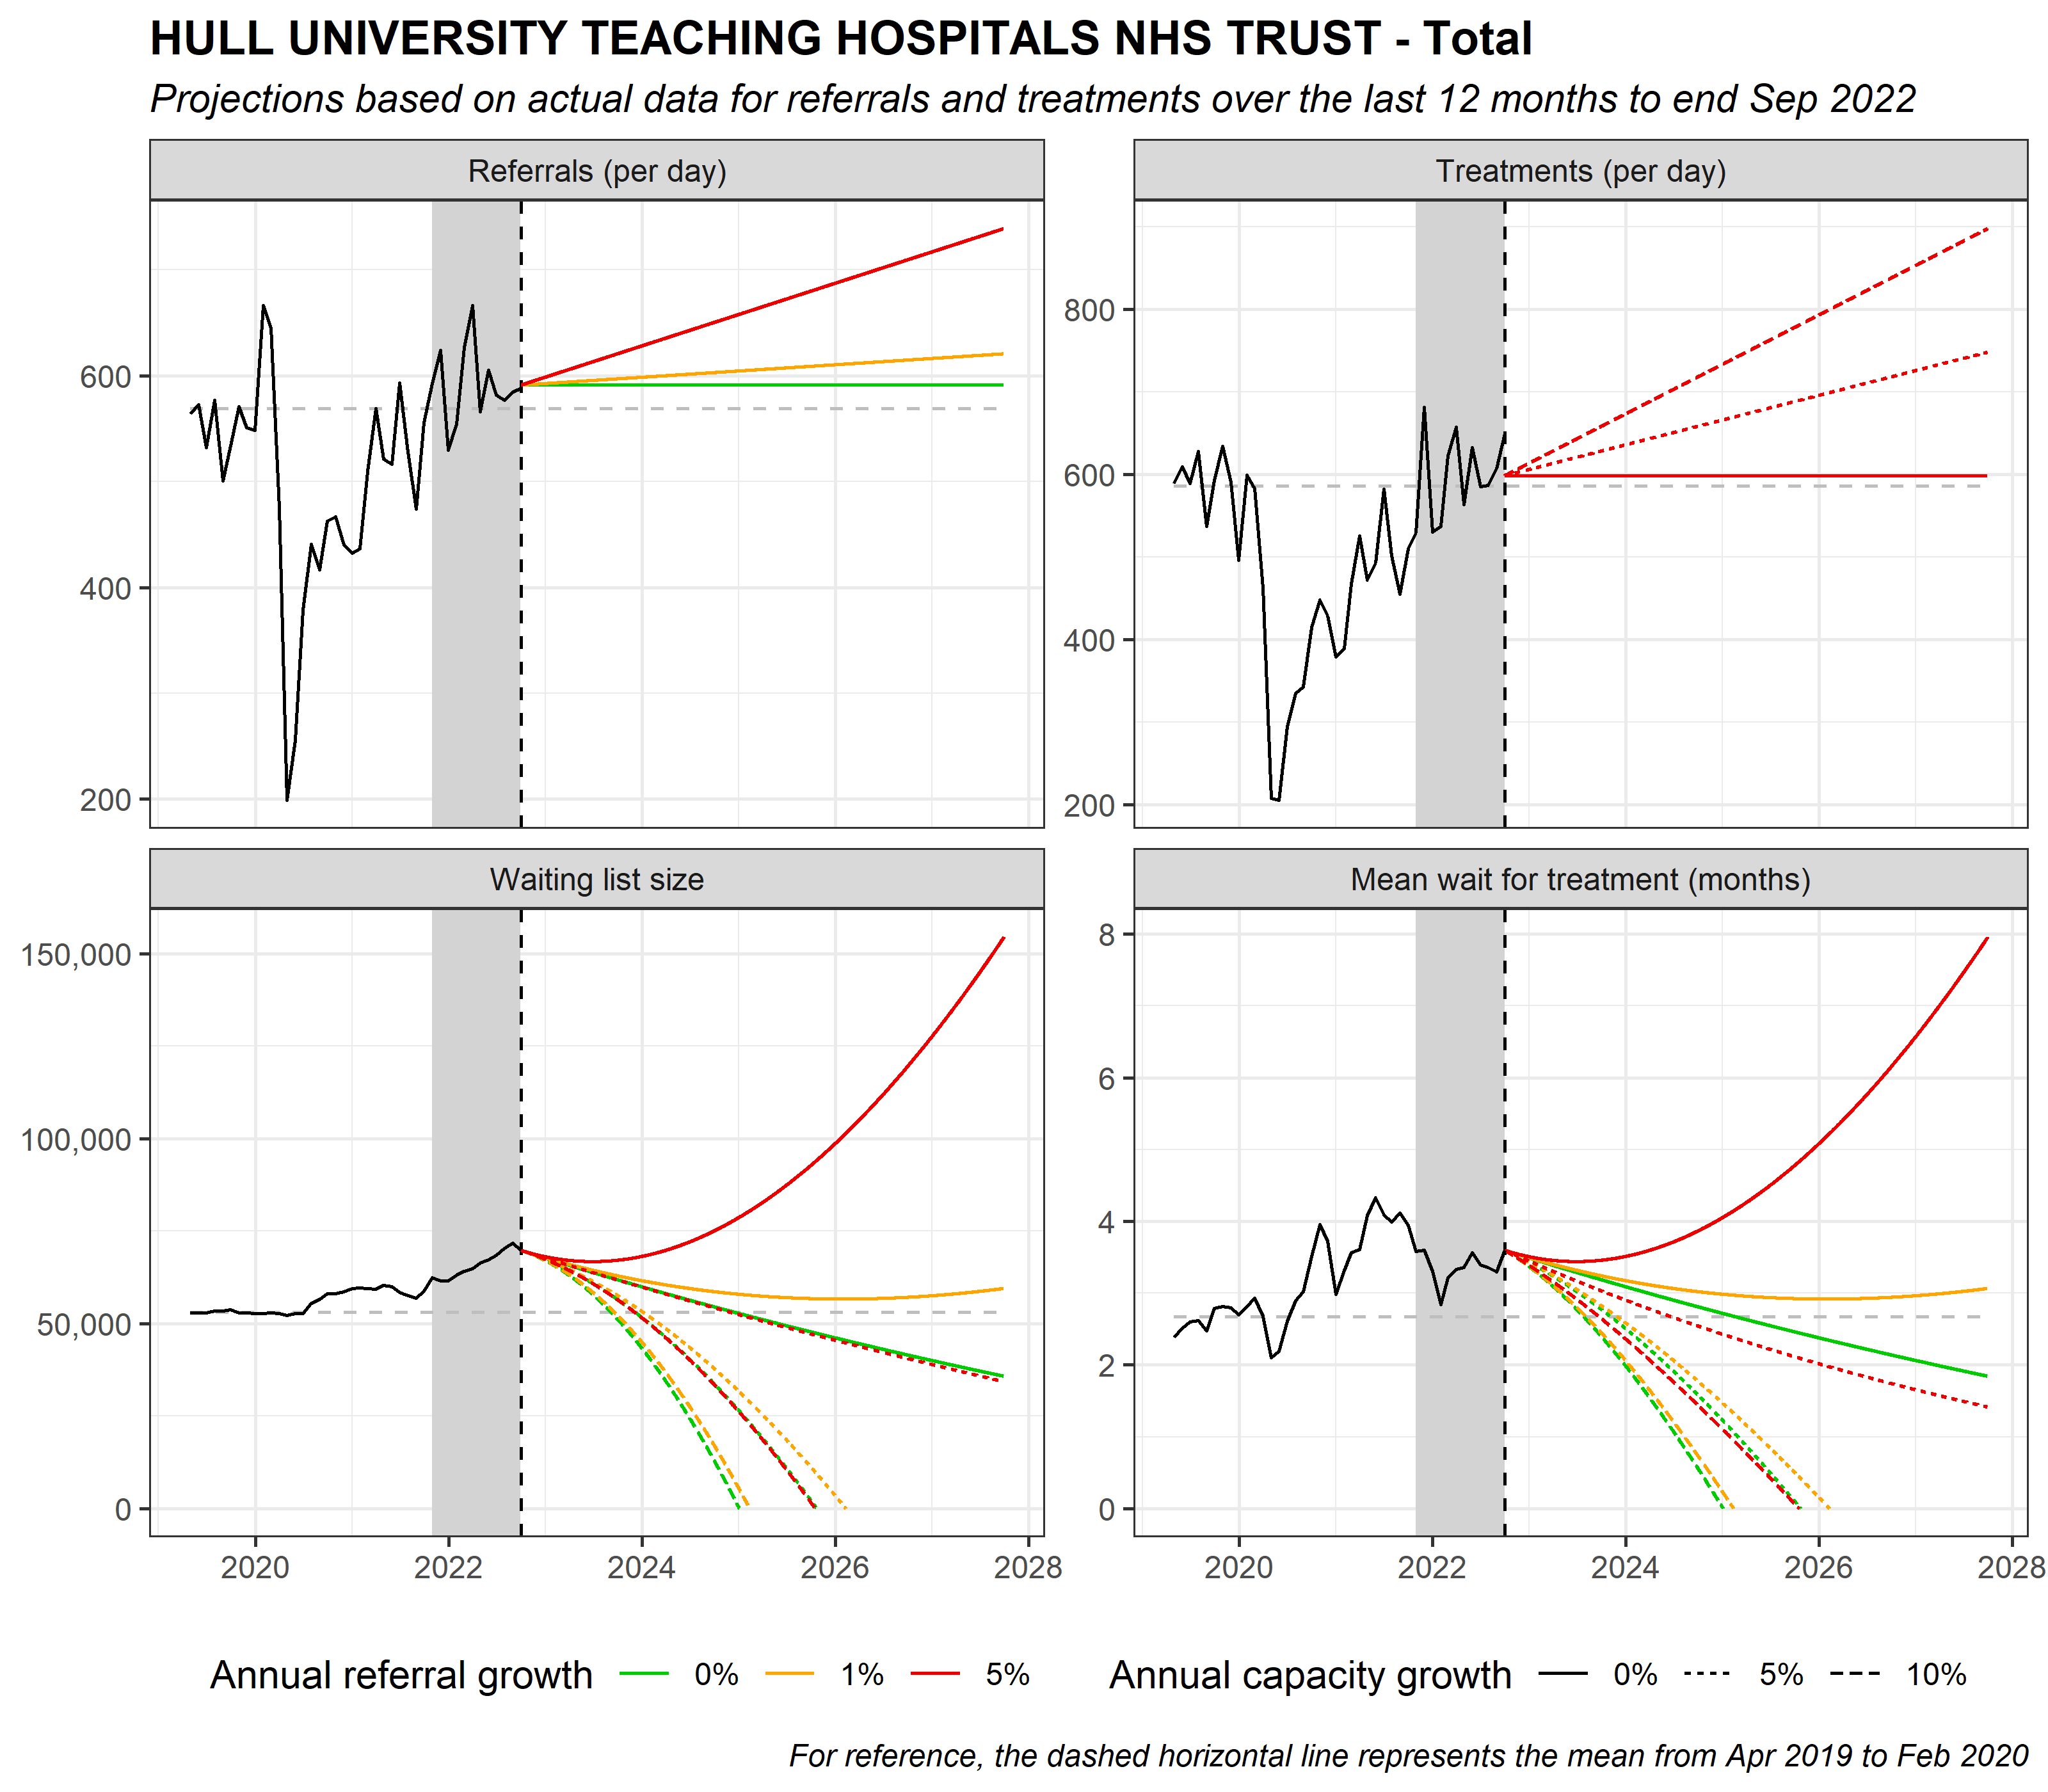 HULL UNIVERSITY TEACHING HOSPITALS NHS TRUST - Total
Projections based on actual data for referrals and treatments over the last 12 months to end Sep 2022
Referrals (per day)
600
400
200
Treatments (per day)
800
600
400
200
Waiting list size
150,000
100,000
50,000
0
2020 2022 2024 2026 2028
Mean wait for treatment (months)
8
6
4
2
0
2020 2022 2024 2026 2028
Annual referral growth 0% 1% 5% Annual capacity growth 0% 5% 10%
For reference, the dashed horizontal line represents the mean from Apr 2019 to Feb 2020